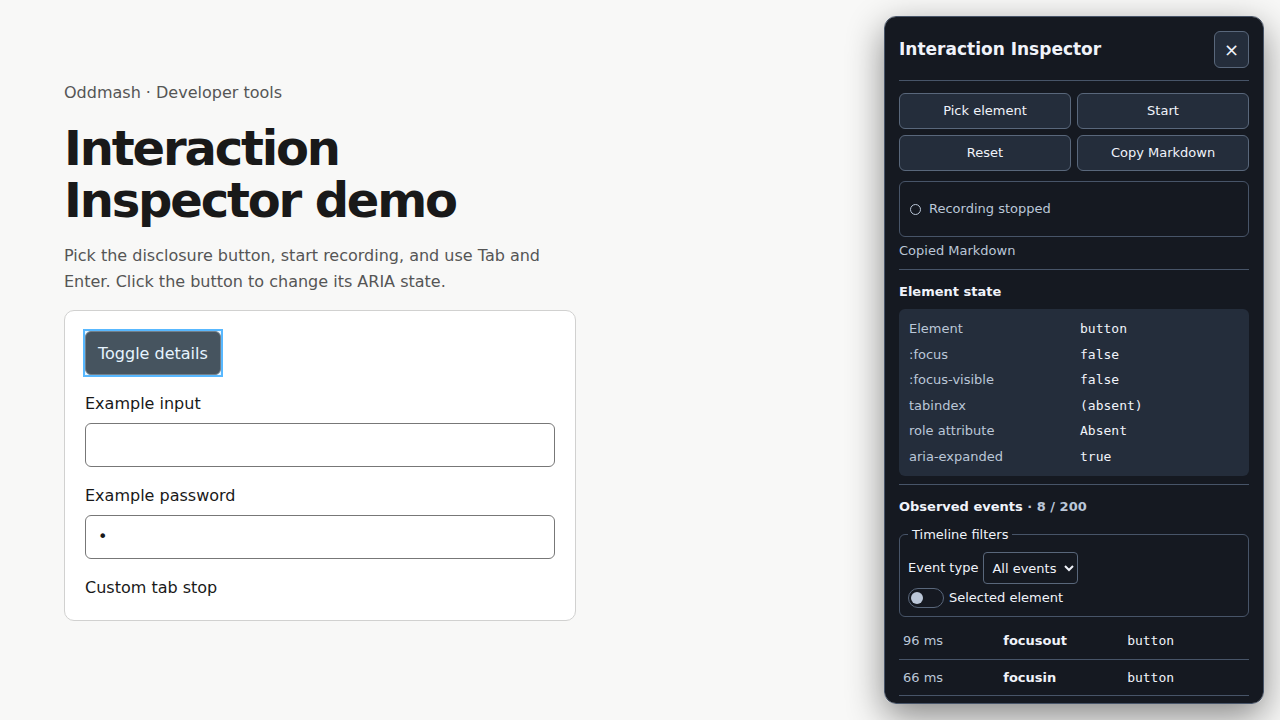 Oddmash · Developer tools
Interaction
Inspector demo
Pick the disclosure button, start recording, and use Tab and
Enter. Click the button to change its ARIA state.
Toggle details
Example input
Example password
•
Custom tab stop
Interaction Inspector
×
Pick element
Start
Reset
Copy Markdown
Recording stopped
Copied Markdown
Element state
Element button
:focus false
:focus-visible false
tabindex (absent)
role attribute Absent
aria-expanded true
Observed events · 8 / 200
Timeline filters
Event type All events
Selected element
96 ms focusout button
66 ms focusin button